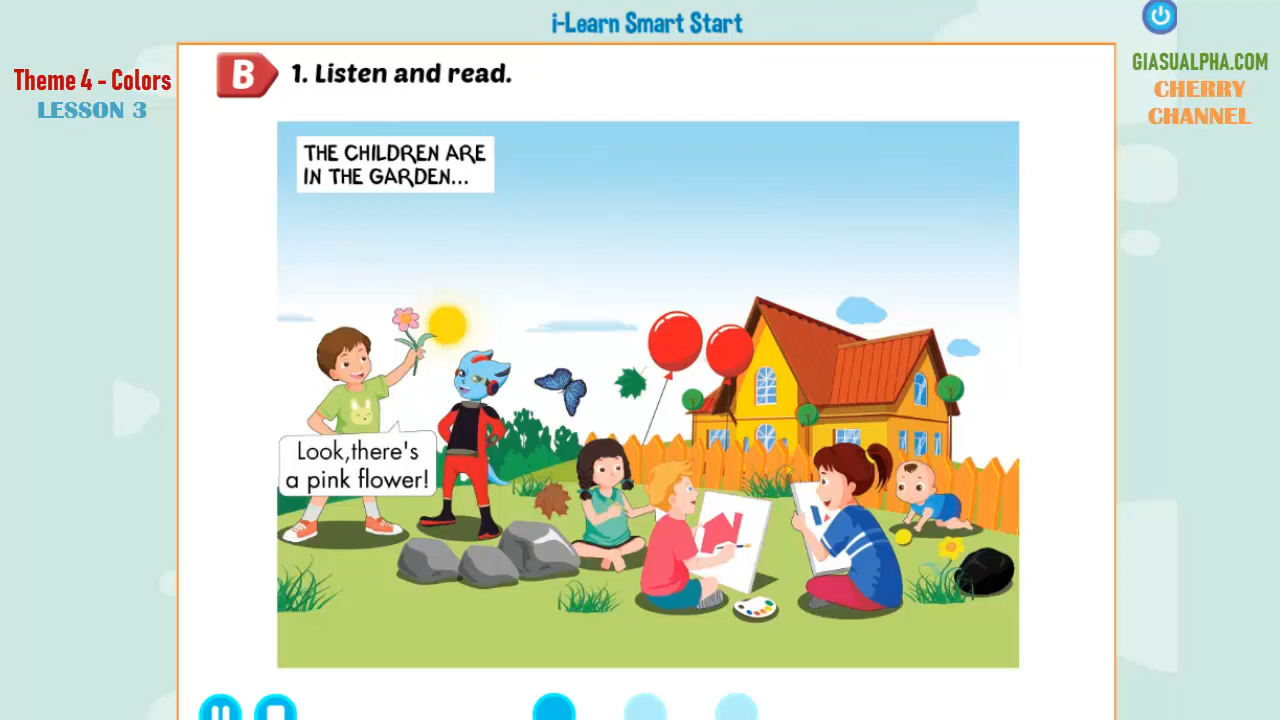 i-Learn Smart Start
Theme 4 - Colors
LESSON 3
GIASUALPHA.COM
CHERRY
CHANNEL
B
1. Listen and read.
THE CHILDREN ARE
IN THE GARDEN...
Look,there's
a pink flower!